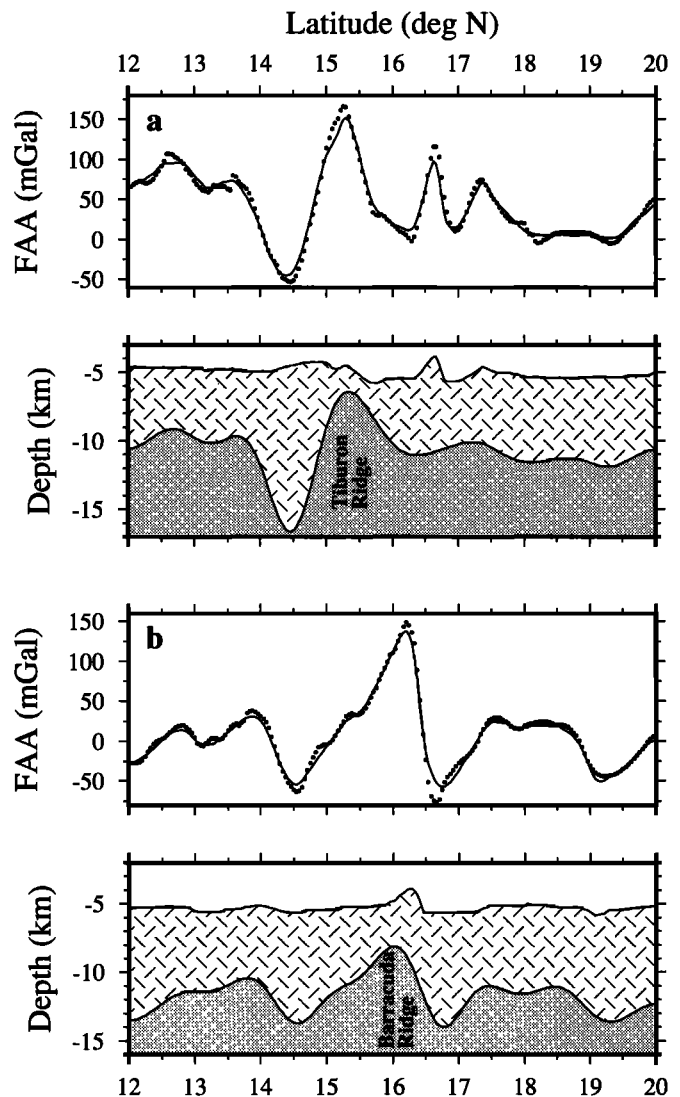 Latitude (deg N)
12 13 14 15 16 17 18 19 20
a
FAA (mGal)
150
100
50
0
-50
Depth (km)
-5
-10
-15
Tiburon
Ridge
b
FAA (mGal)
150
100
50
0
-50
Depth (km)
-5
-10
-15
Barracuda
Ridge
12 13 14 15 16 17 18 19 20